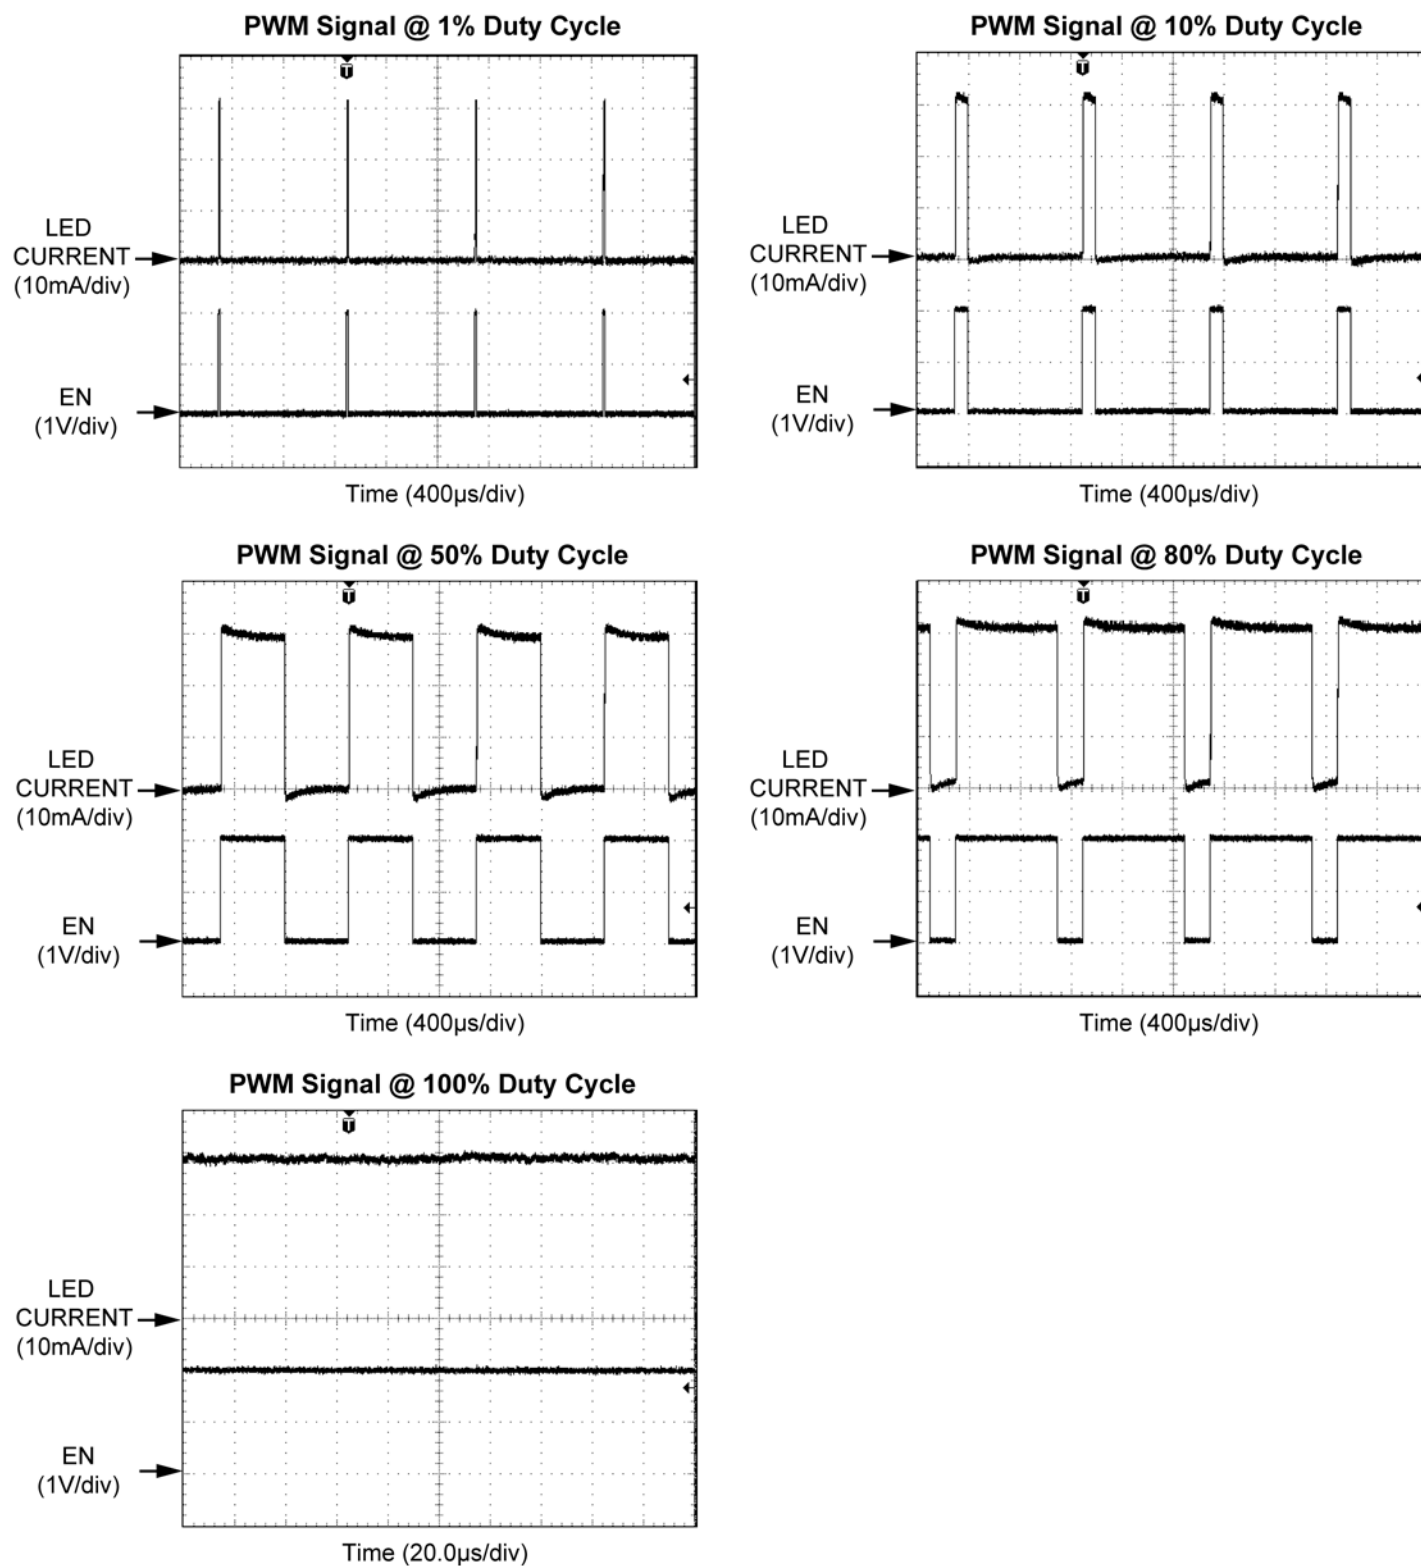 PWM Signal @ 1% Duty Cycle
T
LED
CURRENT
(10mA/div)
EN
(1V/div)
Time (400µs/div)
PWM Signal @ 10% Duty Cycle
T
LED
CURRENT
(10mA/div)
EN
(1V/div)
Time (400µs/div)
PWM Signal @ 50% Duty Cycle
T
LED
CURRENT
(10mA/div)
EN
(1V/div)
Time (400µs/div)
PWM Signal @ 80% Duty Cycle
T
LED
CURRENT
(10mA/div)
EN
(1V/div)
Time (400µs/div)
PWM Signal @ 100% Duty Cycle
T
LED
CURRENT
(10mA/div)
EN
(1V/div)
Time (20.0µs/div)